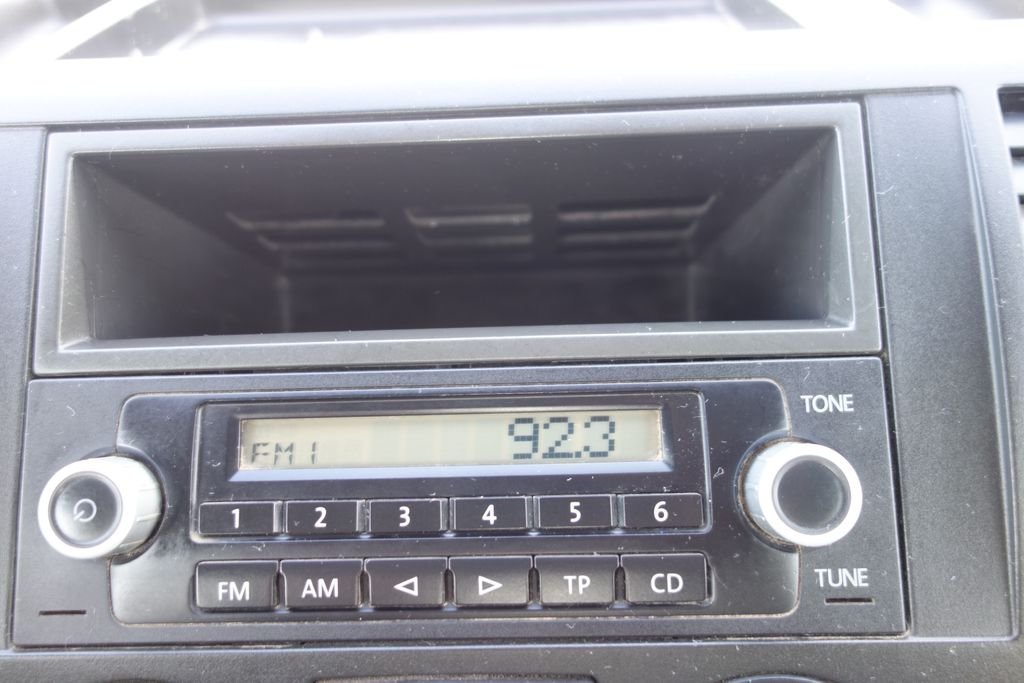 TONE
FM1 92.3
1 2 3 4 5 6
FM AM TP CD
TUNE